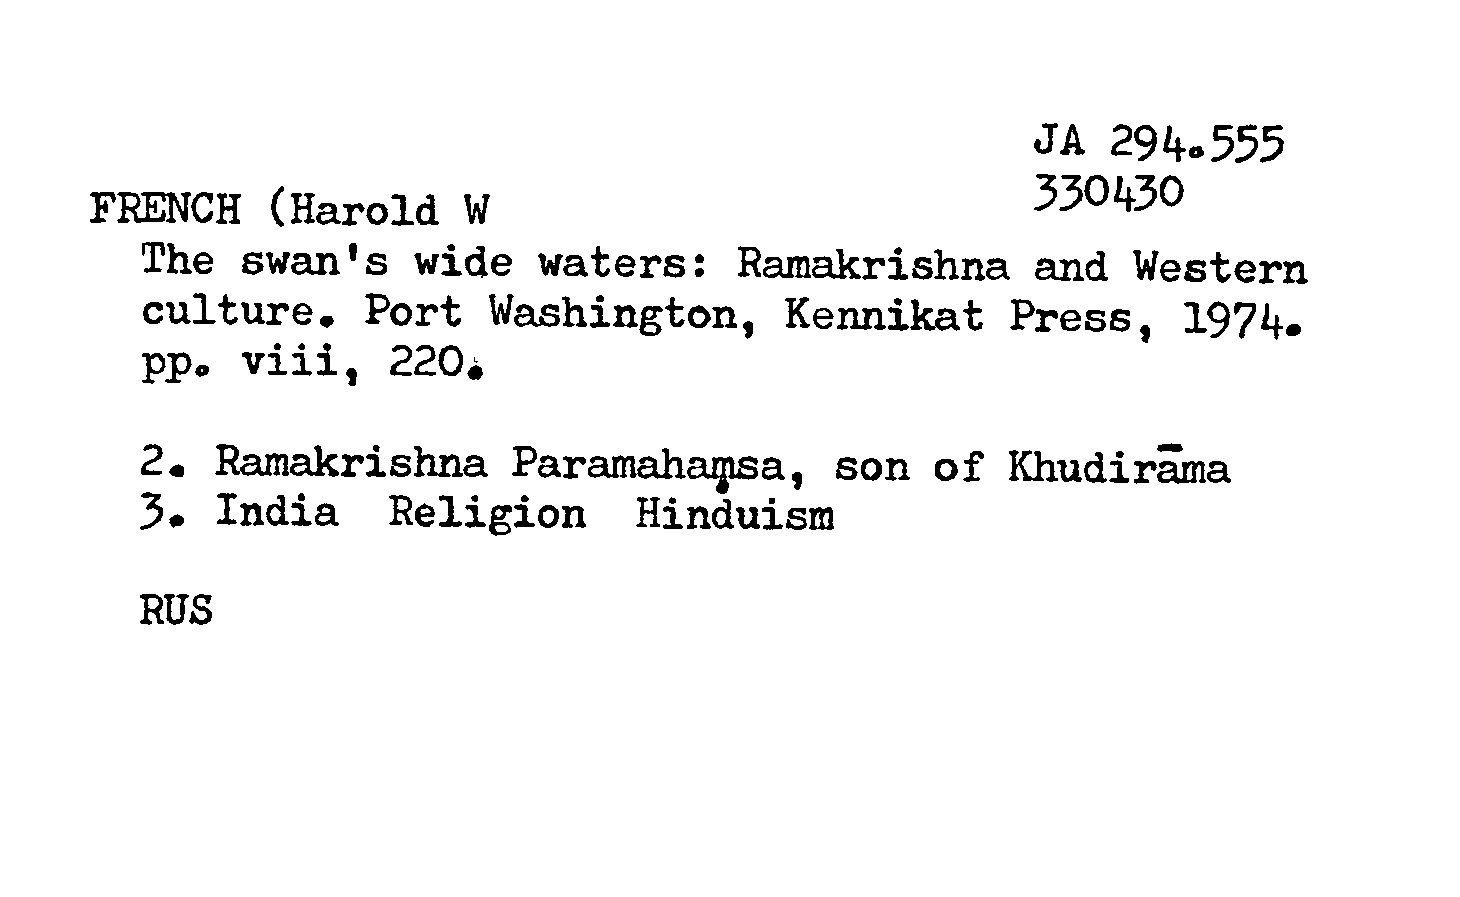 JA 294.555
330430
FRENCH (Harold W
The swan's wide waters: Ramakrishna and Western
culture. Port Washington, Kennikat Press, 1974.
pp. viii, 220.
2. Ramakrishna Paramahaṃsa, son of Khudirāma
3. India Religion Hinduism
RUS